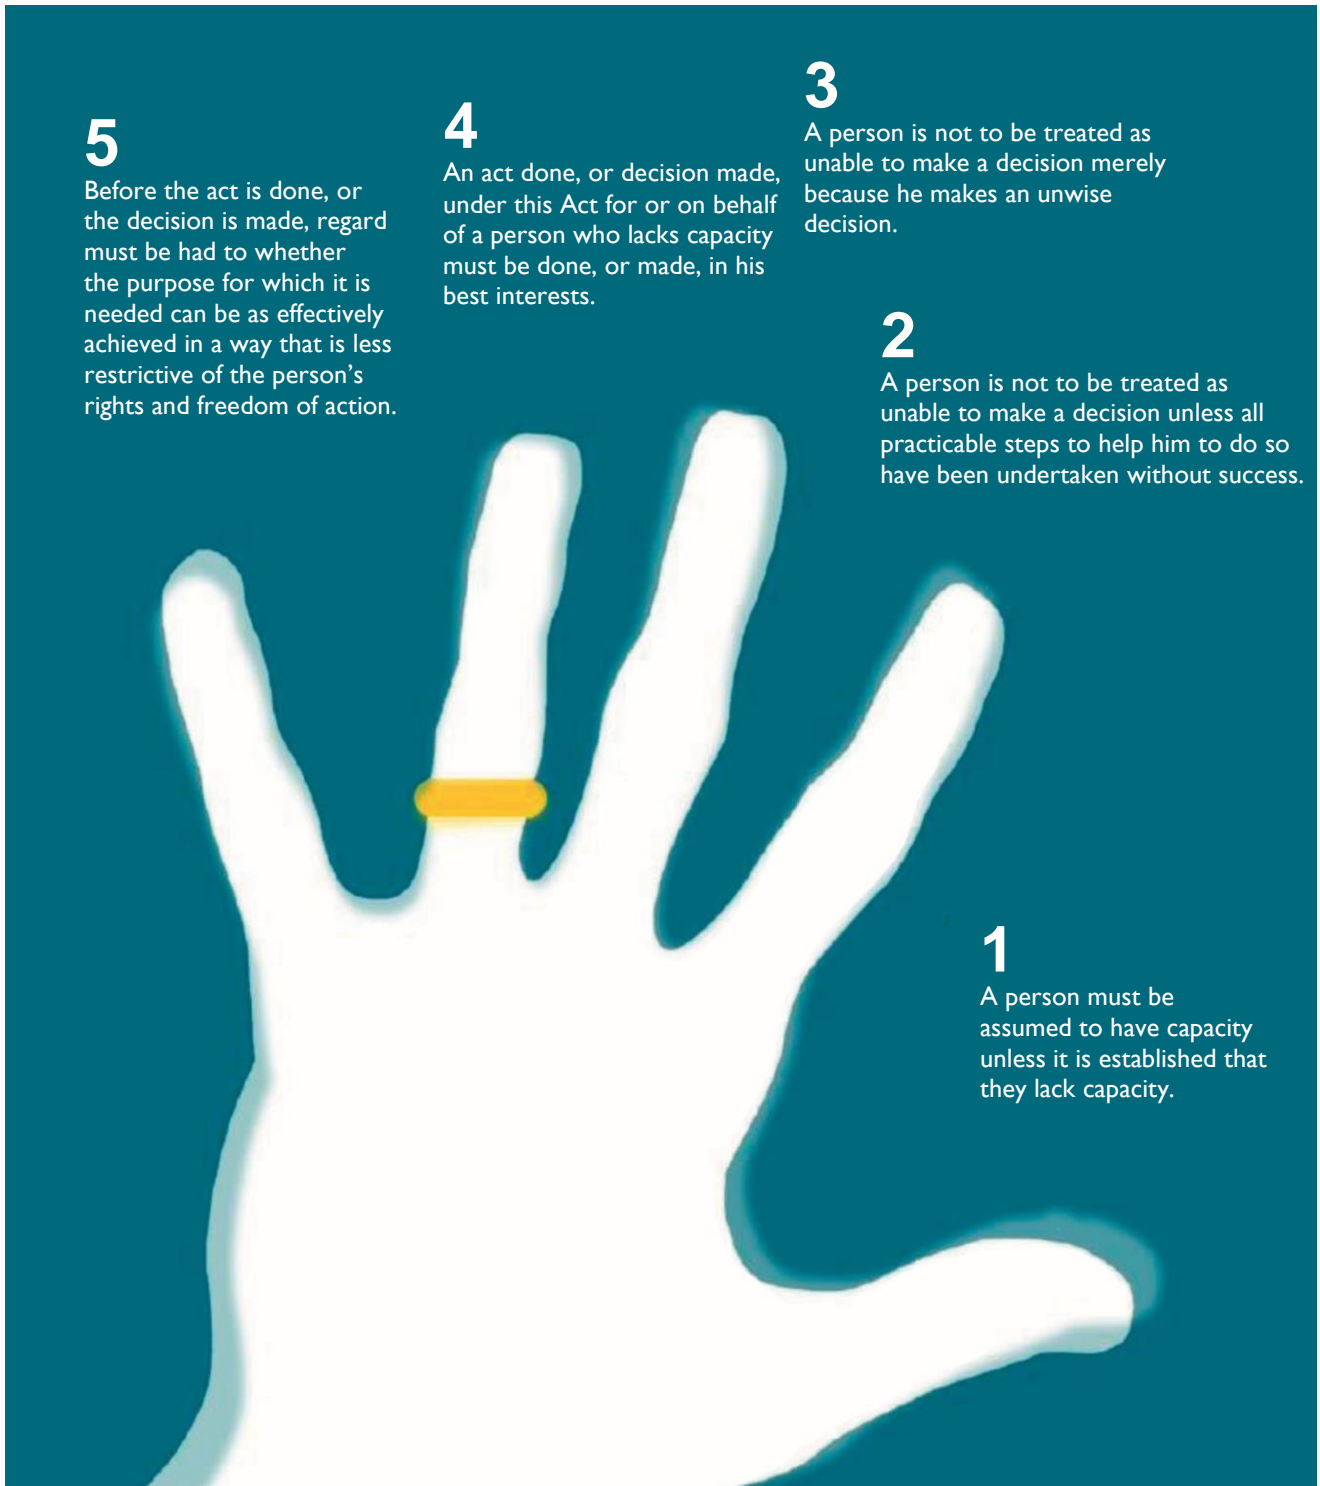 5
Before the act is done, or
the decision is made, regard
must be had to whether
the purpose for which it is
needed can be as effectively
achieved in a way that is less
restrictive of the person’s
rights and freedom of action.
4
An act done, or decision made,
under this Act for or on behalf
of a person who lacks capacity
must be done, or made, in his
best interests.
3
A person is not to be treated as
unable to make a decision merely
because he makes an unwise
decision.
2
A person is not to be treated as
unable to make a decision unless all
practicable steps to help him to do so
have been undertaken without success.
1
A person must be
assumed to have capacity
unless it is established that
they lack capacity.